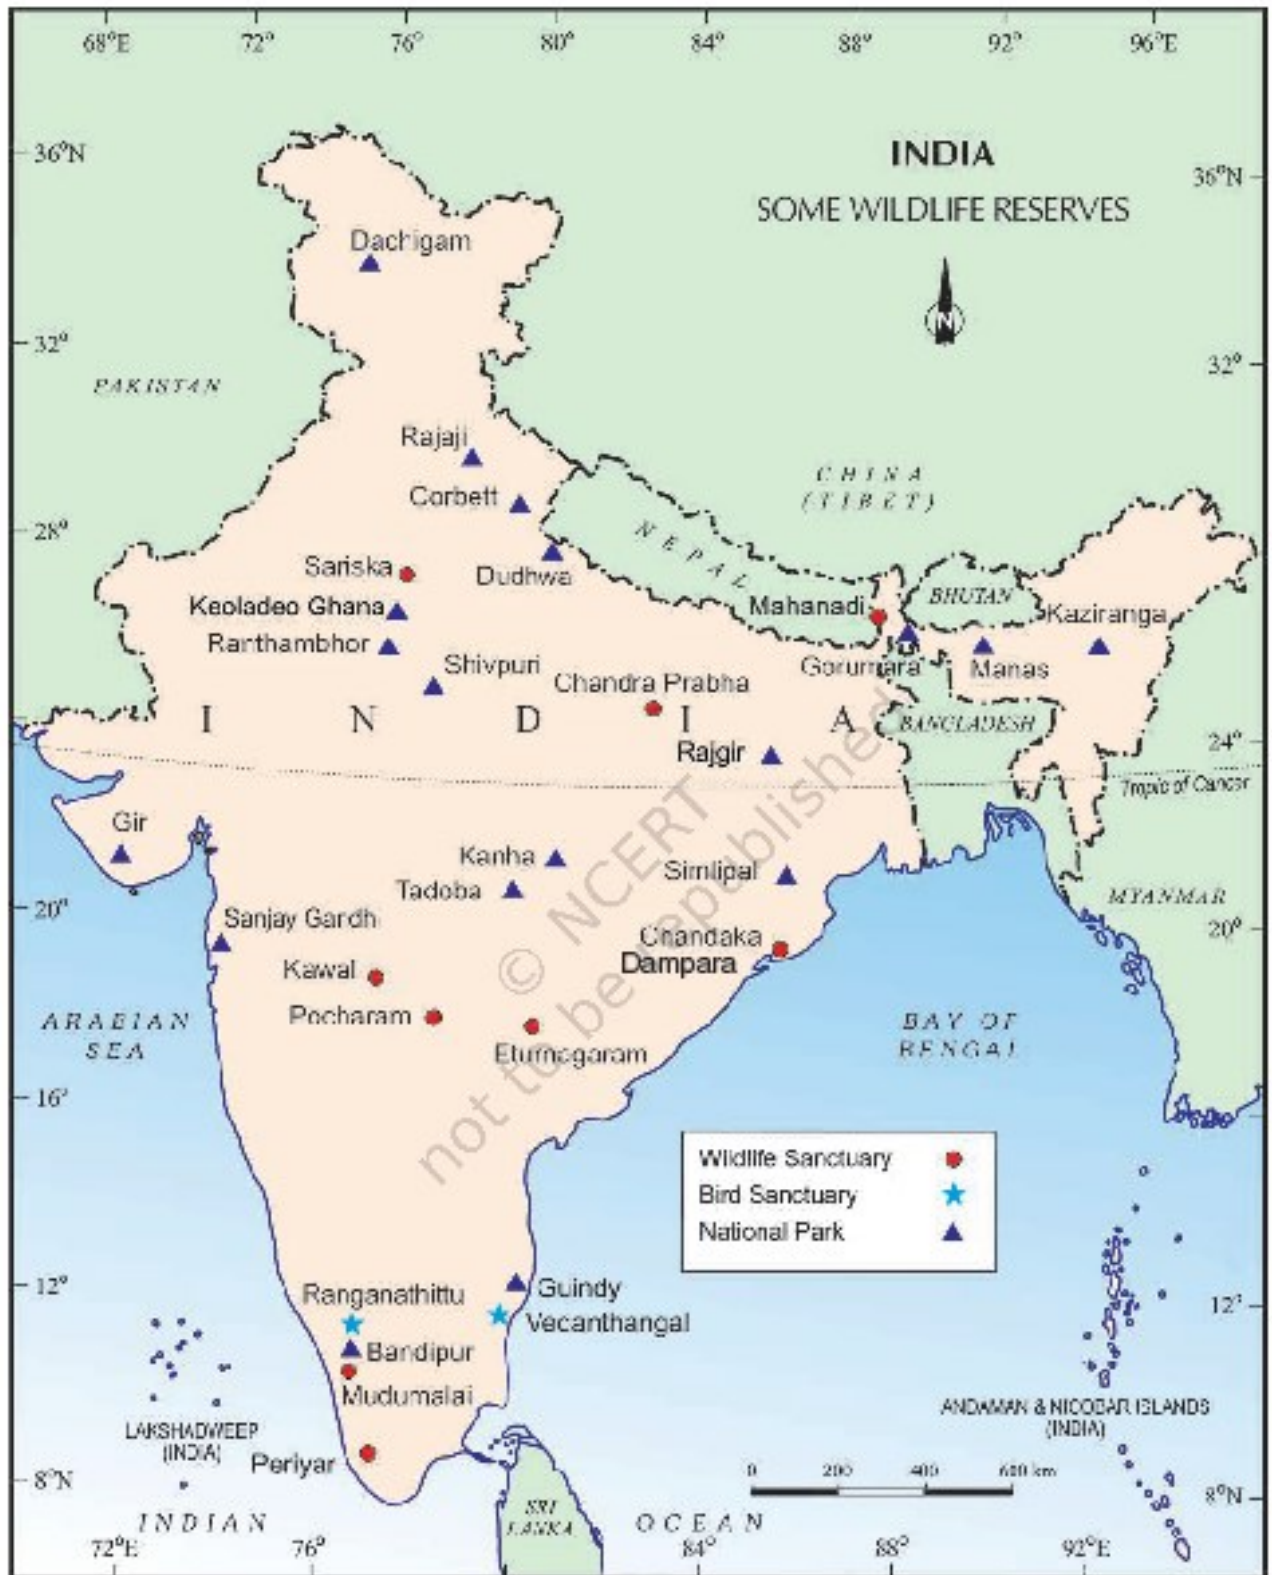 68°E 72° 76° 80° 84° 88° 92° 96°E
36°N
INDIA
36°N
SOME WILDLIFE RESERVES
Dachigam
N
32°
32°
PAKISTAN
Rajaji
CHINA
(TIBET)
Corbett
28°
NEPAL
Sariska
Dudhwa
Keoladeo Ghana
Mahanadi
BHUTAN
Kaziranga
Ranthambhor
Shivpuri
Gorumara
Manas
Chandra Prabha
I N D I A
BANGLADESH
Rajgir
24°
Tropic of Cancer
Gir
Kanha
Simlipal
Tadoba
MYANMAR
20°
20°
Sanjay Gardhi
Chandaka
Dampara
Kawal
Pocharam
ARABIAN
SEA
BAY OF
BENGAL
Eturnagaram
© NCERT
not to be republished
16°
Wildlife Sanctuary
Bird Sanctuary
National Park
12°
Guindy
Ranganathittu
12°
Vecanthangal
Bandipur
Mudumalai
LAKSHADWEEP
(INDIA)
ANDAMAN & NICOBAR ISLANDS
(INDIA)
Periyar
8°N
0 200 400 600 km
8°N
SRI
LANKA
INDIAN OCEAN
72°E 76° 84° 88° 92°E